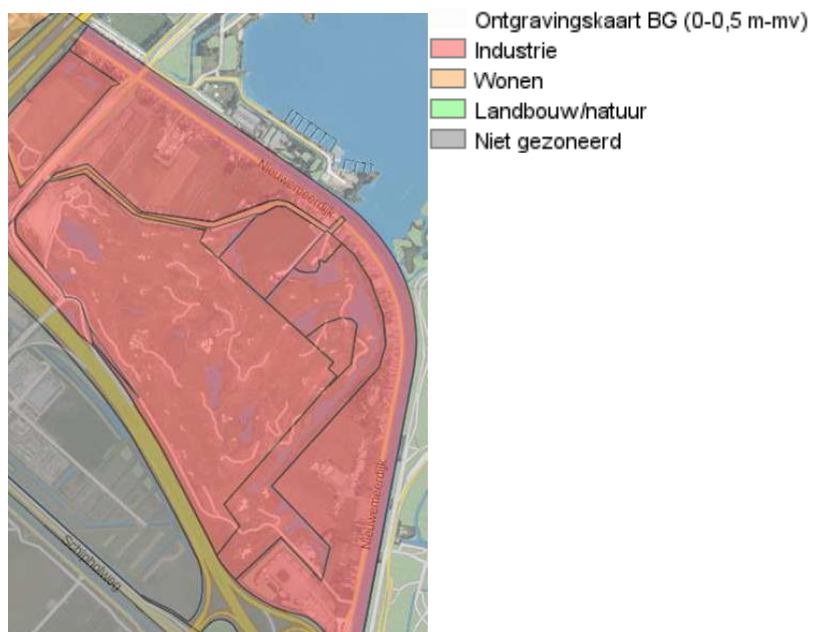 Ontgravingskaart BG (0-0,5 m-mv)
Industrie
Wonen
Landbouw/natuur
Niet gezoneerd
Nieuwemeerdijk
Nieuwemeerdijk
Schipholweg